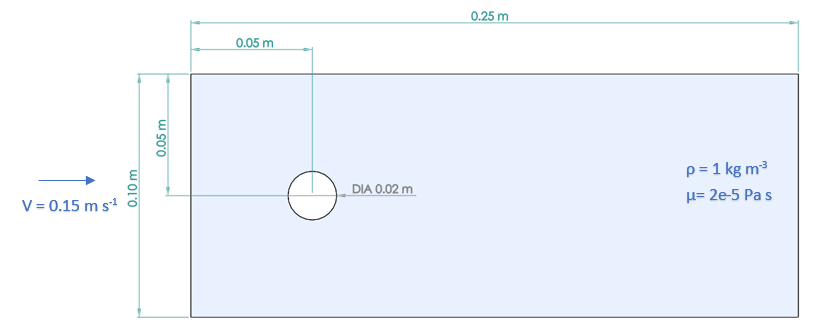 0.25 m
0.05 m
0.05 m
0.10 m
DIA 0.02 m
V = 0.15 m s⁻¹
ρ = 1 kg m⁻³
μ= 2e-5 Pa s